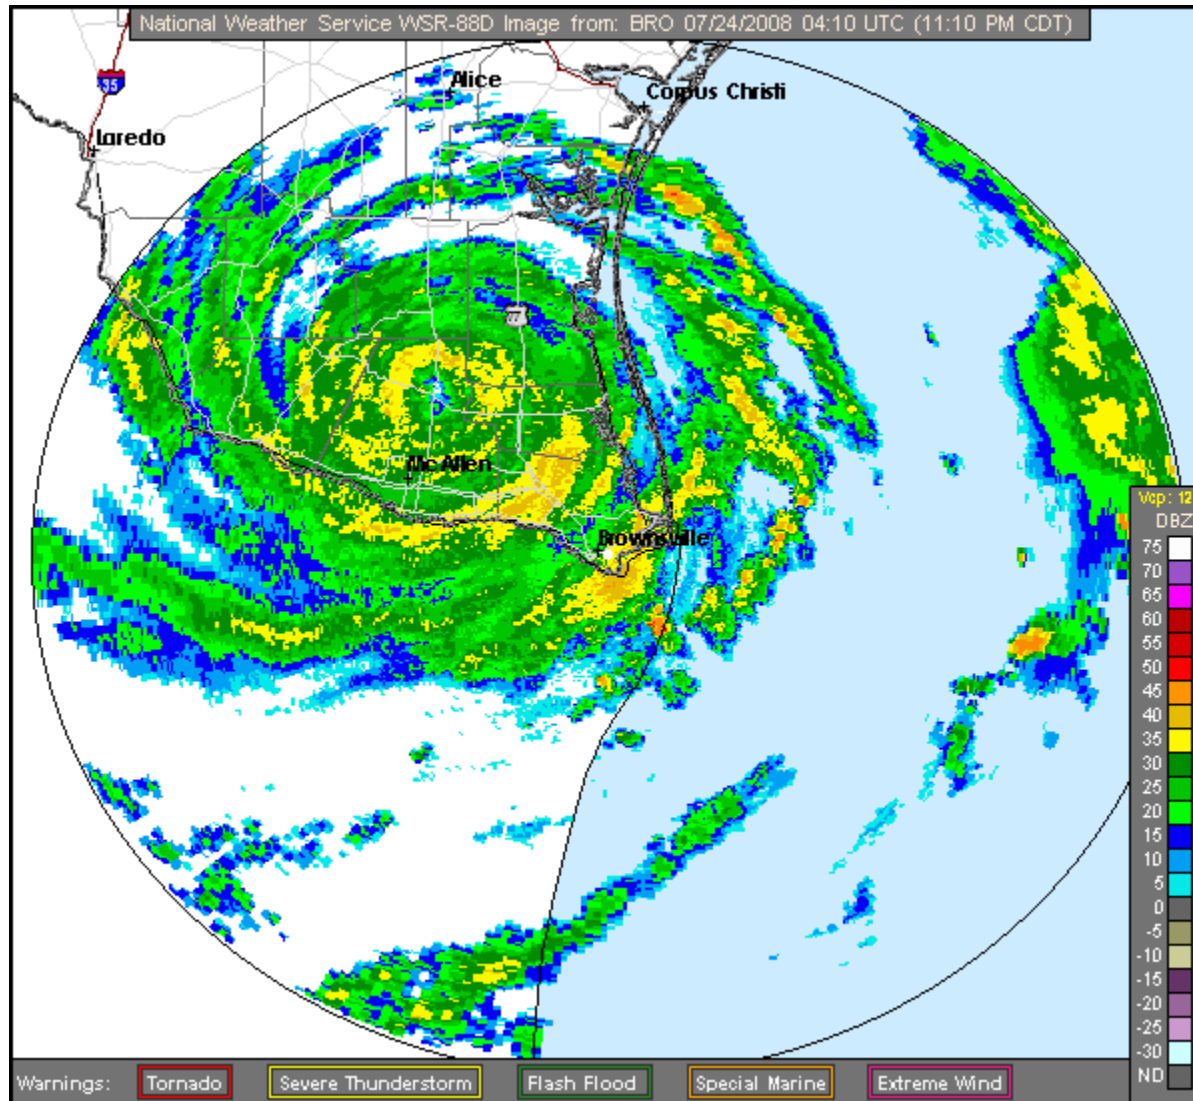 National Weather Service WSR-88D Image from: BRO 07/24/2008 04:10 UTC (11:10 PM CDT)
Alice
35
Corpus Christi
Laredo
77
McAllen
Brownsville
Vcp: 12
DBZ
75
70
65
60
55
50
45
40
35
30
25
20
15
10
5
0
-5
-10
-15
-20
-25
-30
ND
Warnings: Tornado Severe Thunderstorm Flash Flood Special Marine Extreme Wind